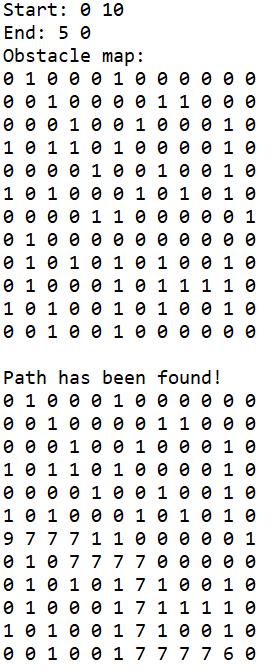 Start: 0 10
End: 5 0
Obstacle map:
0 1 0 0 0 1 0 0 0 0 0 0
0 0 1 0 0 0 0 1 1 0 0 0
0 0 0 1 0 0 1 0 0 0 1 0
1 0 1 1 0 1 0 0 0 0 1 0
0 0 0 0 1 0 0 1 0 0 1 0
1 0 1 0 0 0 1 0 1 0 1 0
0 0 0 0 1 1 0 0 0 0 0 1
0 1 0 0 0 0 0 0 0 0 0 0
0 1 0 1 0 1 0 1 0 0 1 0
0 1 0 0 0 1 0 1 1 1 1 0
1 0 1 0 0 1 0 1 0 0 1 0
0 0 1 0 0 1 0 0 0 0 0 0
Path has been found!
0 1 0 0 0 1 0 0 0 0 0 0
0 0 1 0 0 0 0 1 1 0 0 0
0 0 0 1 0 0 1 0 0 0 1 0
1 0 1 1 0 1 0 0 0 0 1 0
0 0 0 0 1 0 0 1 0 0 1 0
1 0 1 0 0 0 1 0 1 0 1 0
9 7 7 7 1 1 0 0 0 0 0 1
0 1 0 7 7 7 7 0 0 0 0 0
0 1 0 1 0 1 7 1 0 0 1 0
0 1 0 0 0 1 7 1 1 1 1 0
1 0 1 0 0 1 7 1 0 0 1 0
0 0 1 0 0 1 7 7 7 7 6 0